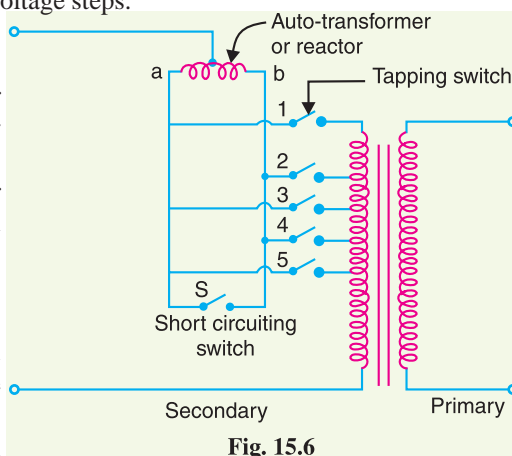 oltage steps.
Auto-transformer
or reactor
a
b
Tapping switch
1
2
3
4
5
S
Short circuiting
switch
Secondary
Primary
Fig. 15.6